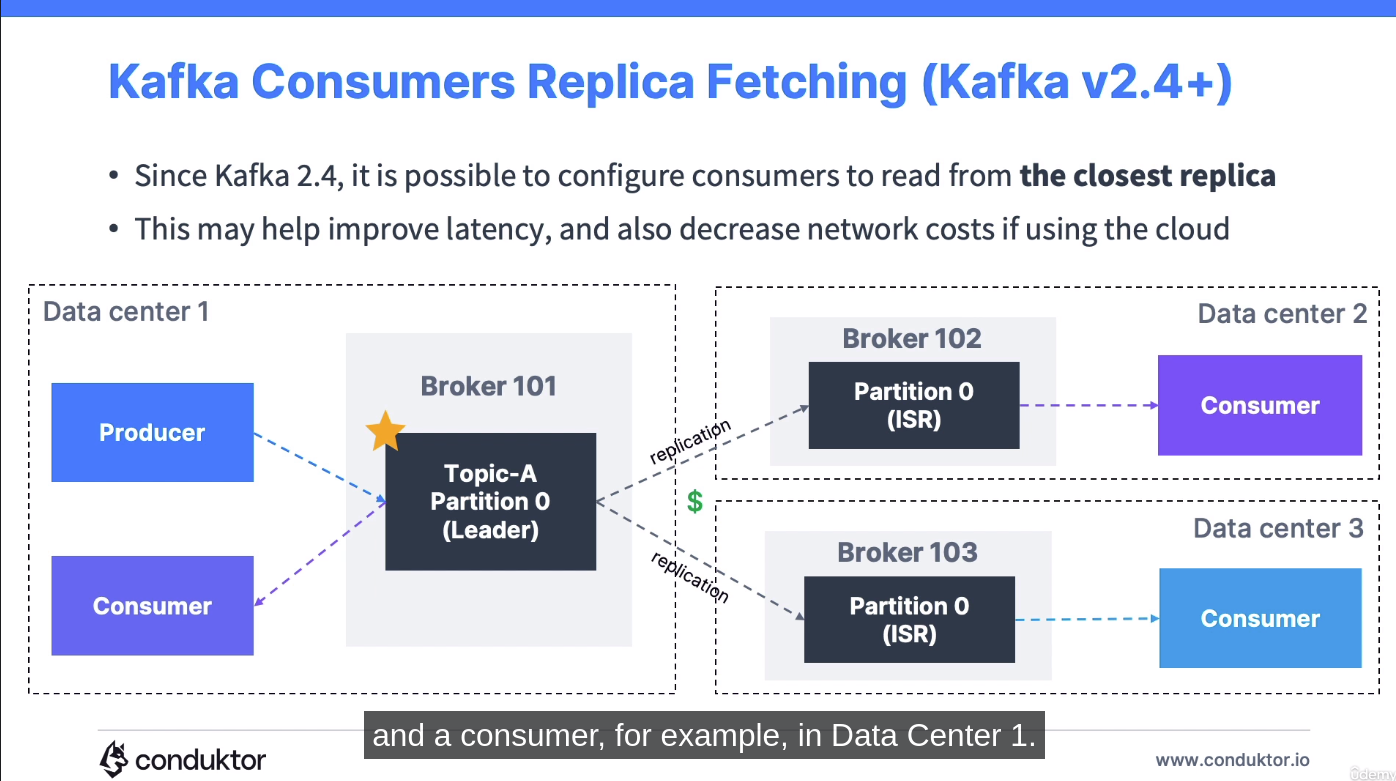 Kafka Consumers Replica Fetching (Kafka v2.4+)
• Since Kafka 2.4, it is possible to configure consumers to read from the closest replica
• This may help improve latency, and also decrease network costs if using the cloud
Data center 1
Producer
Consumer
Broker 101
Topic-A
Partition 0
(Leader)
replication
$
replication
Data center 2
Broker 102
Partition 0
(ISR)
Consumer
Data center 3
Broker 103
Partition 0
(ISR)
Consumer
and a consumer, for example, in Data Center 1.
conduktor
www.conduktor.io
ûdemy